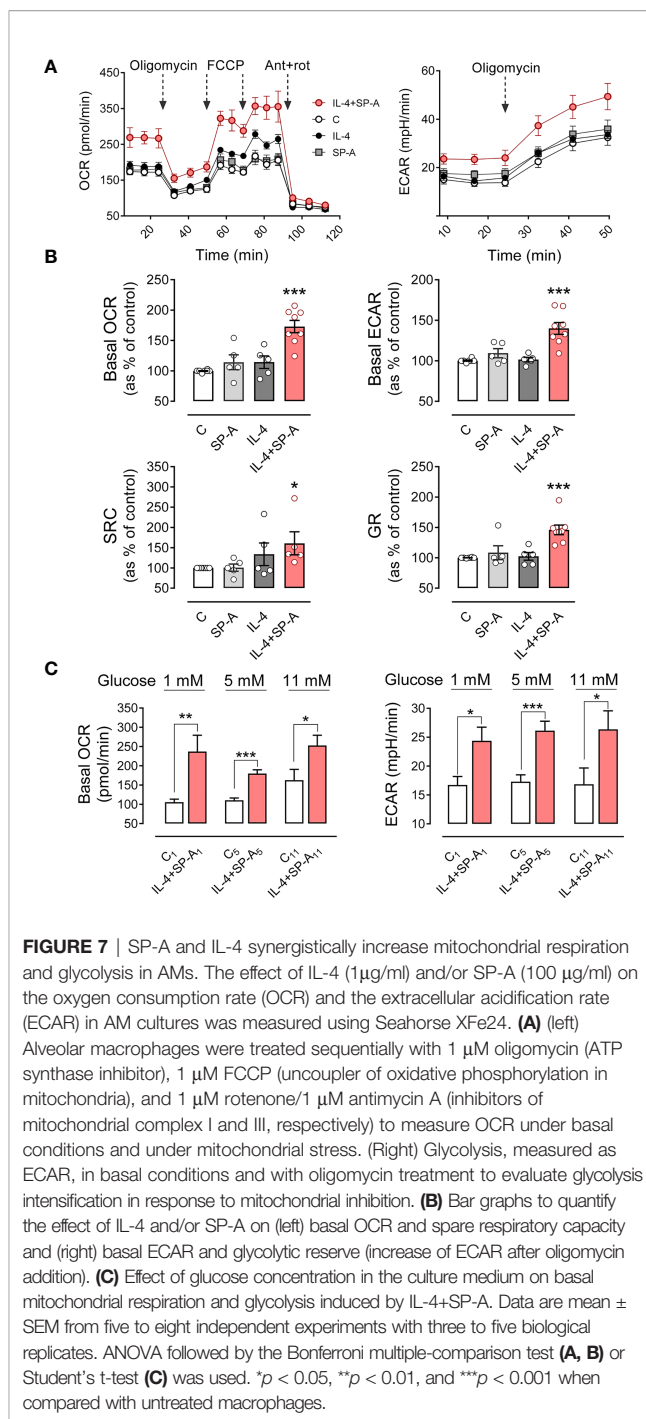 A
Oligomycin FCCP Ant+rot
Oligomycin
450
350
250
150
50
OCR
(pmol/min)
20 40 60 80 100 120
Time (min)
IL-4+SP-A
C
IL-4
SP-A
60
40
20
0
ECAR
(mpH/min)
10 20 30 40 50
Time (min)
B
Basal OCR
(as % of control)
250
200
150
100
50
***
C
SP-A
IL-4
IL-4+SP-A
Basal ECAR
(as % of control)
200
150
100
50
***
C
SP-A
IL-4
IL-4+SP-A
SRC
(as % of control)
300
250
200
150
100
50
*
C
SP-A
IL-4
IL-4+SP-A
GR
(as % of control)
250
200
150
100
50
***
C
SP-A
IL-4
IL-4+SP-A
C
Glucose 1 mM 5 mM 11 mM
Basal OCR
(pmol/min)
350
300
250
200
150
100
50
** *** *
C1
IL-4+SP-A1
C5
IL-4+SP-A5
C11
IL-4+SP-A11
Glucose 1 mM 5 mM 11 mM
ECAR
(mpH/min)
30
25
20
15
10
* *** *
C1
IL-4+SP-A1
C5
IL-4+SP-A5
C11
IL-4+SP-A11
FIGURE 7 | SP-A and IL-4 synergistically increase mitochondrial respiration
and glycolysis in AMs. The effect of IL-4 (1μg/ml) and/or SP-A (100 μg/ml) on
the oxygen consumption rate (OCR) and the extracellular acidification rate
(ECAR) in AM cultures was measured using Seahorse XFe24. (A) (left)
Alveolar macrophages were treated sequentially with 1 μM oligomycin (ATP
synthase inhibitor), 1 μM FCCP (uncoupler of oxidative phosphorylation in
mitochondria), and 1 μM rotenone/1 μM antimycin A (inhibitors of
mitochondrial complex I and III, respectively) to measure OCR under basal
conditions and under mitochondrial stress. (Right) Glycolysis, measured as
ECAR, in basal conditions and with oligomycin treatment to evaluate glycolysis
intensification in response to mitochondrial inhibition. (B) Bar graphs to quantify
the effect of IL-4 and/or SP-A on (left) basal OCR and spare respiratory capacity
and (right) basal ECAR and glycolytic reserve (increase of ECAR after oligomycin
addition). (C) Effect of glucose concentration in the culture medium on basal
mitochondrial respiration and glycolysis induced by IL-4+SP-A. Data are mean ±
SEM from five to eight independent experiments with three to five biological
replicates. ANOVA followed by the Bonferroni multiple-comparison test (A, B) or
Student's t-test (C) was used. *p < 0.05, **p < 0.01, and ***p < 0.001 when
compared with untreated macrophages.